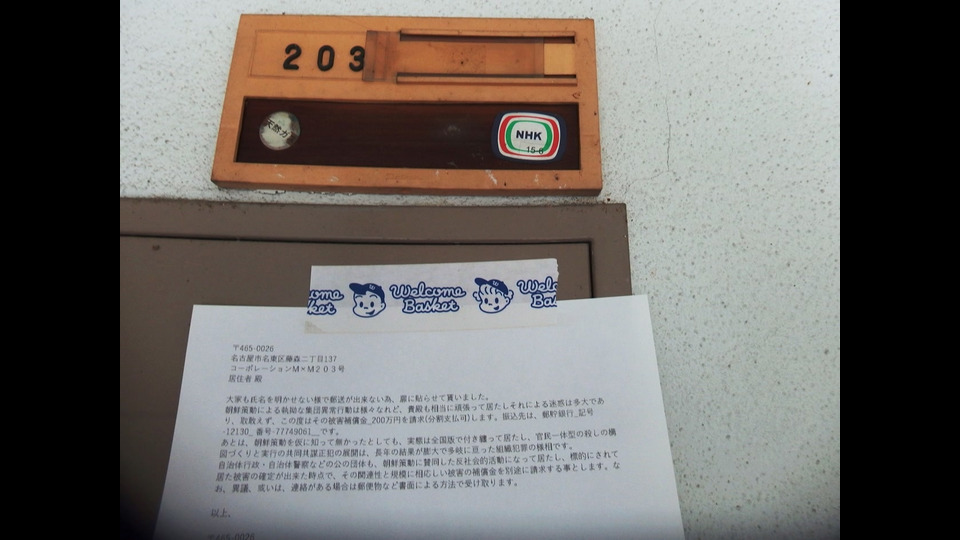 203
天然ガ
NHK
15-6
ome Welcome Welc
sket Basket Ba
〒465-0026
名古屋市名東区藤森二丁目137
コーポレーションM×M203号
居住者 殿
大家も氏名を明かせない様で郵送が出来ない為、扉に貼らせて貰いました。
朝鮮策動による執拗な集団異常行動は様々なれど、貴殿も相当に頑張って居たしそれによる迷惑は多大であ
り、取敢えず、この度はその被害補償金_200万円を請求(分割支払可)します。振込先は、郵貯銀行_記号
-12130_ 番号-77749061__です。
あとは、朝鮮策動を仮に知って無かったとしても、実態は全国版で付き纏って居たし、官民一体型の殺しの構
図づくりと実行の共同共謀正犯の展開は、長年の結果が膨大で多岐に亘った組織犯罪の様相です。
自治体行政・自治体警察などの公の団体も、朝鮮策動に賛同した反社会的活動になって居たし、標的にされて
居た被害の確定が出来た時点で、その関連性と規模に相応しい被害の補償金を別途に請求する事とします。な
お、異議、或いは、連絡がある場合は郵便物など書面による方法で受け取ります。
以上、
〒465-0026